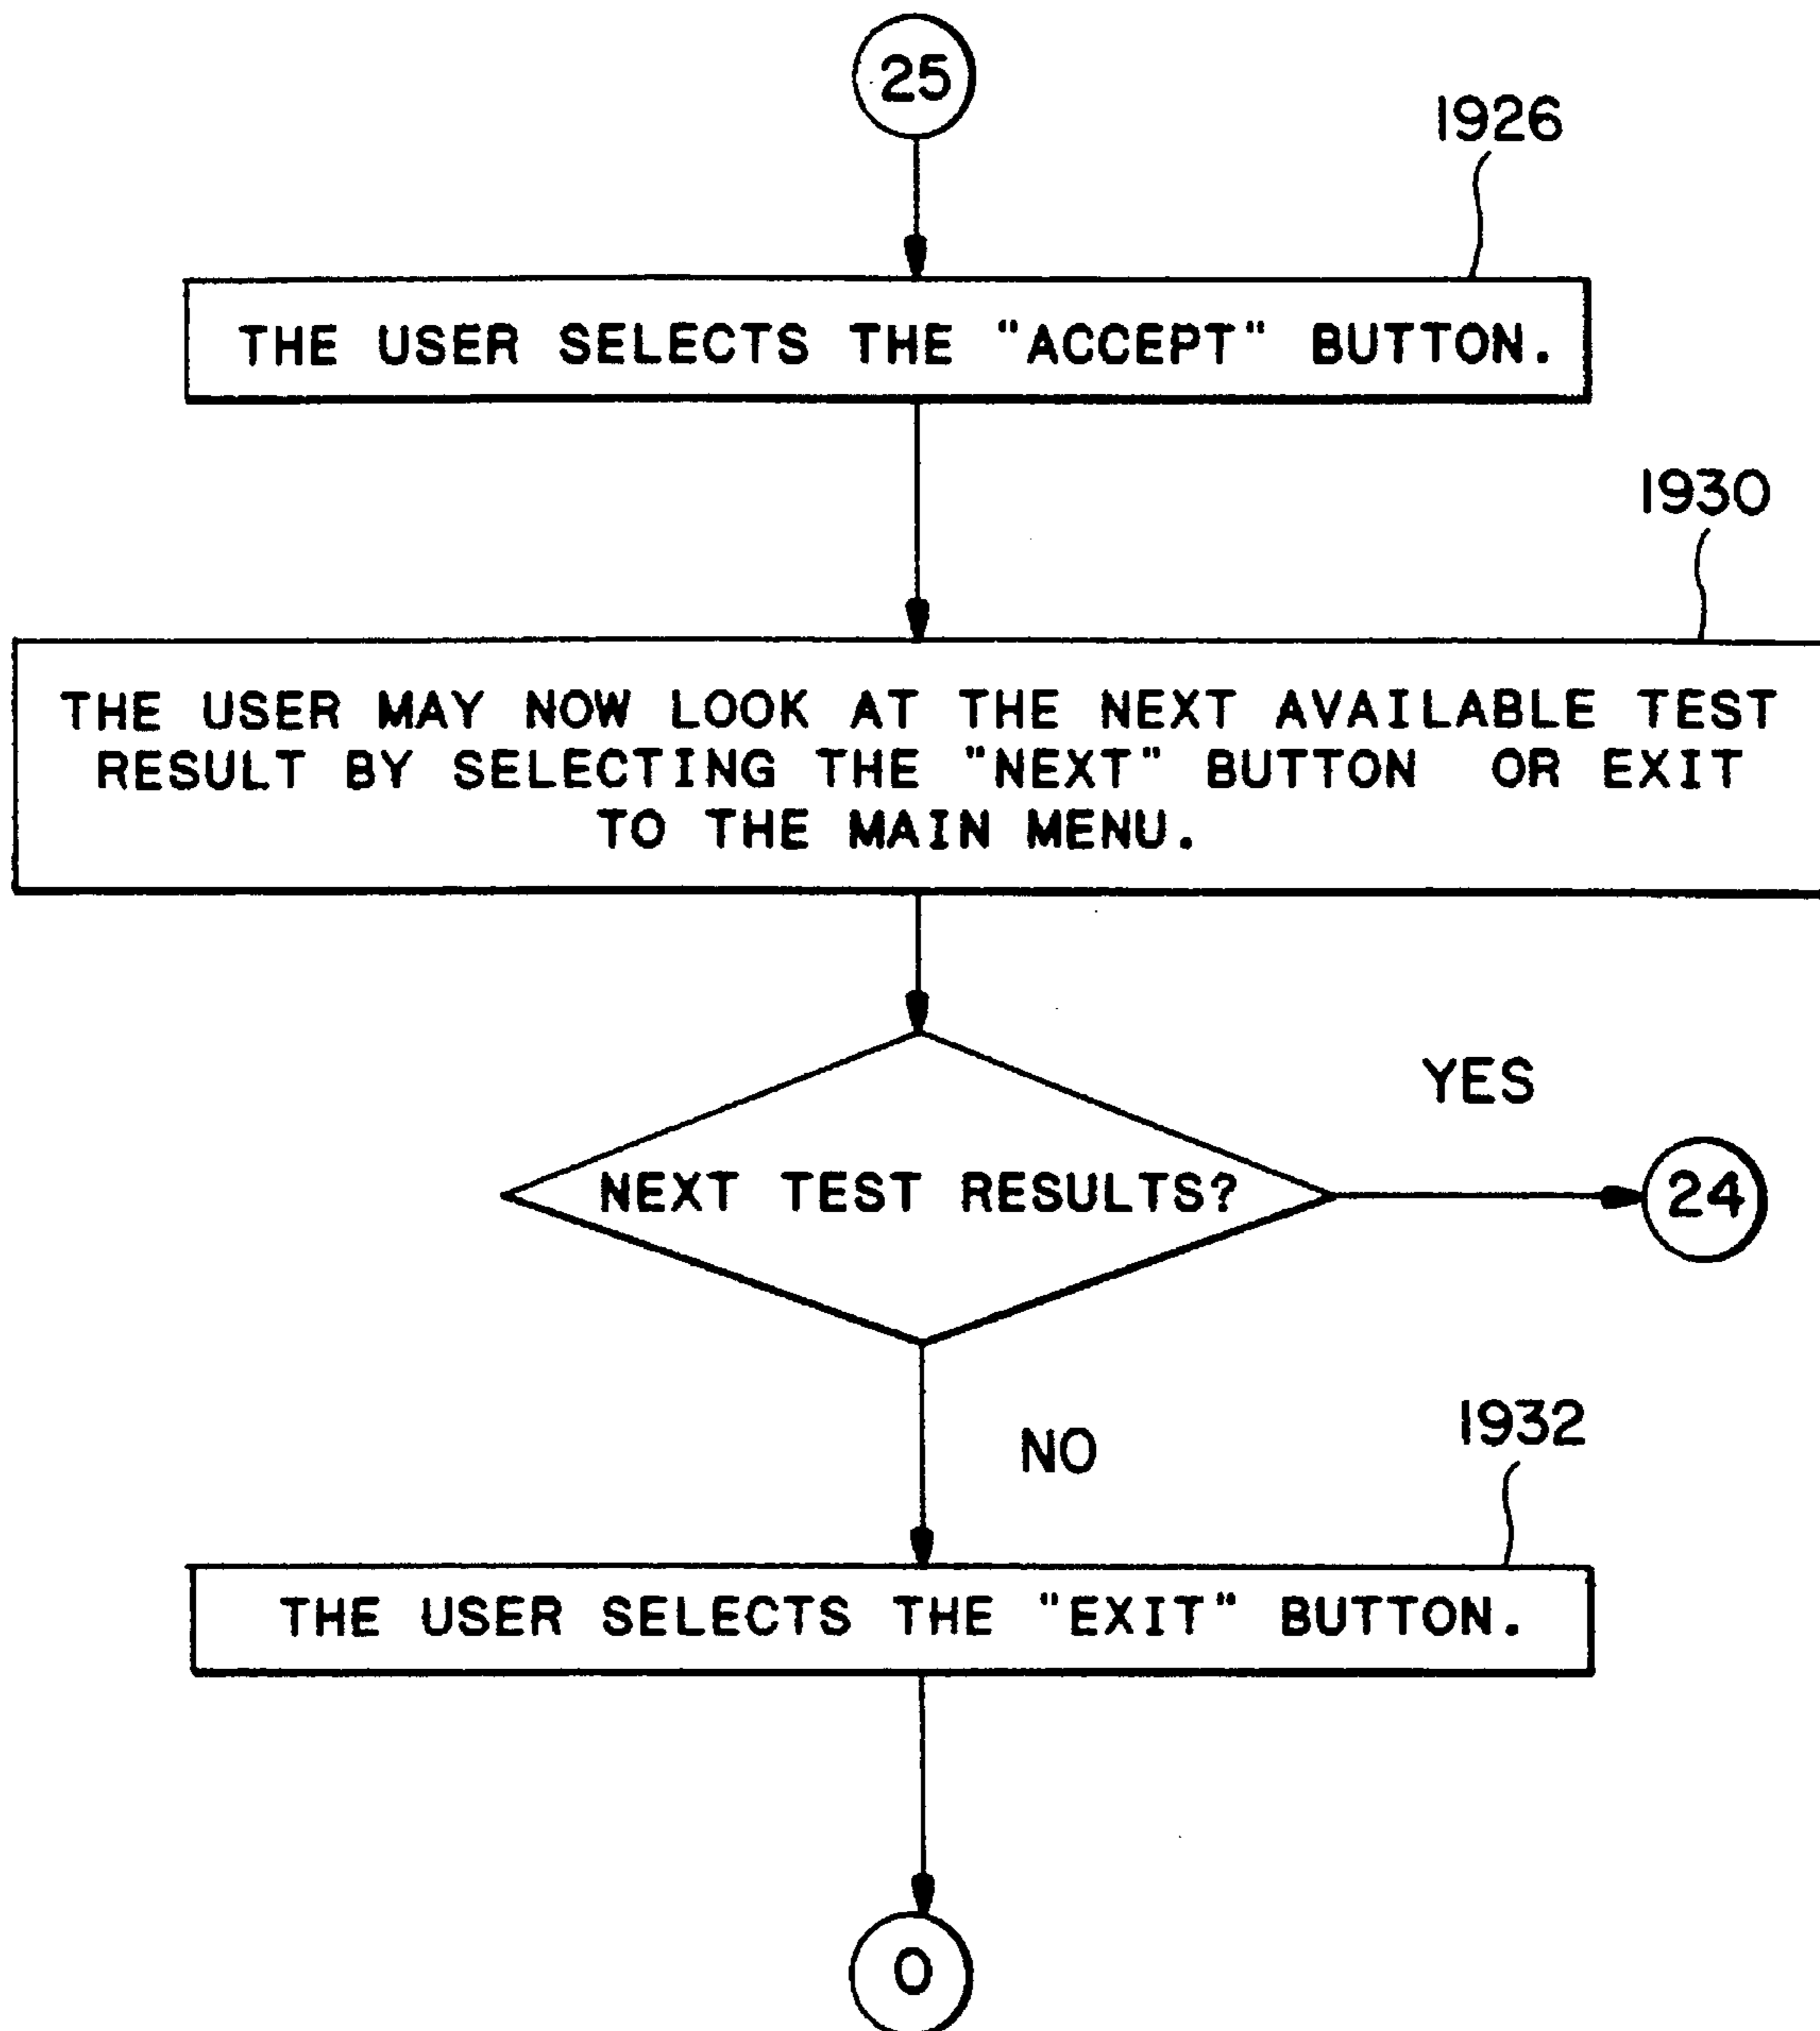 25
1926
THE USER SELECTS THE "ACCEPT" BUTTON.
1930
THE USER MAY NOW LOOK AT THE NEXT AVAILABLE TEST
RESULT BY SELECTING THE "NEXT" BUTTON OR EXIT
TO THE MAIN MENU.
YES
NEXT TEST RESULTS?
24
NO
1932
THE USER SELECTS THE "EXIT" BUTTON.
0